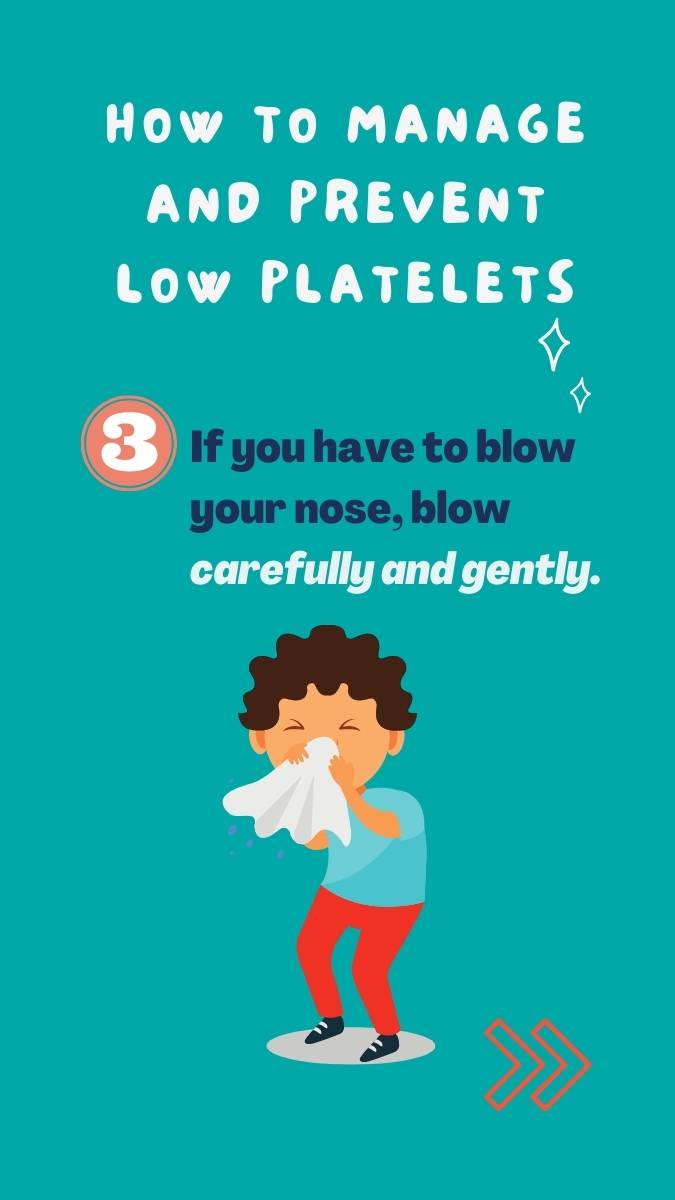 How to MANAGE
AND PREVENT
Low PLATELETS
3 If you have to blow
your nose, blow
carefully and gently.